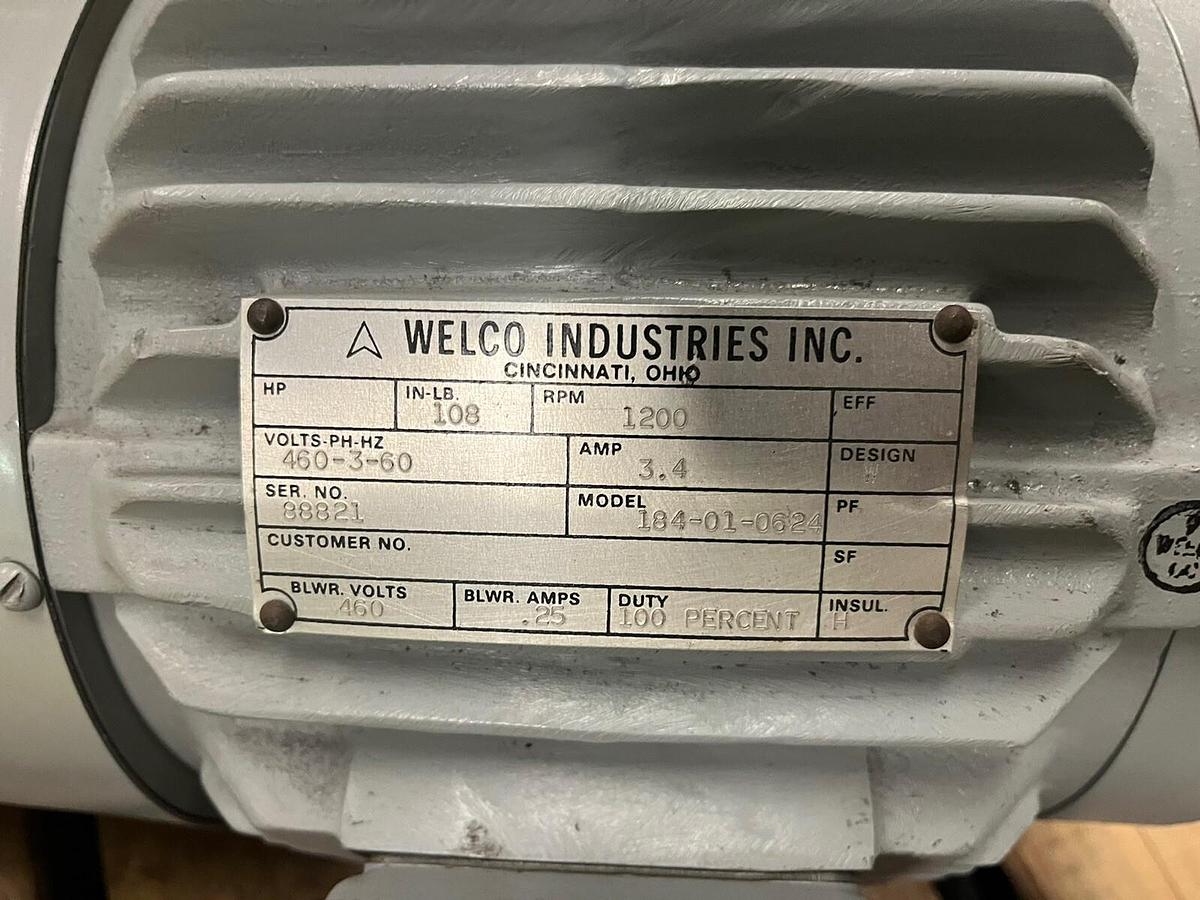 WELCO INDUSTRIES INC.
CINCINNATI, OHIO
HP IN-LB. 108 RPM 1200 EFF
VOLTS-PH-HZ 460-3-60 AMP 3.4 DESIGN
SER. NO. 88821 MODEL 184-01-0624 PF
CUSTOMER NO. SF
BLWR. VOLTS 460 BLWR. AMPS .25 DUTY 100 PERCENT INSUL. H